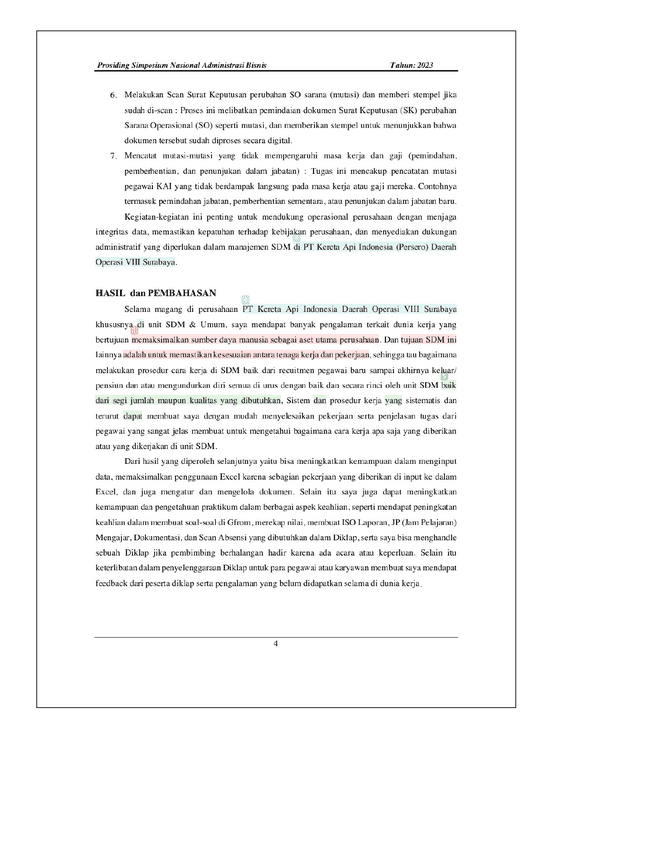 Prosiding Simposium Nasional Administrasi Bisnis Tahun: 2023
6. Melakukan Scan Surat Keputusan perubahan SO sarana (mutasi) dan memberi stempel jika
sudah di-scan : Proses ini melibatkan pemindaian dokumen Surat Keputusan (SK) perubahan
Sarana Operasional (SO) seperti mutasi, dan memberikan stempel untuk menunjukkan bahwa
dokumen tersebut sudah diproses secara digital.
7. Mencatat mutasi-mutasi yang tidak mempengaruhi masa kerja dan gaji (pemindahan,
pemberhentian, dan penunjukan dalam jabatan) : Tugas ini mencakup pencatatan mutasi
pegawai KAI yang tidak berdampak langsung pada masa kerja atau gaji mereka. Contohnya
termasuk pemindahan jabatan, pemberhentian sementara, atau penunjukan dalam jabatan baru.
Kegiatan-kegiatan ini penting untuk mendukung operasional perusahaan dengan menjaga
integritas data, memastikan kepatuhan terhadap kebijakan perusahaan, dan menyediakan dukungan
administratif yang diperlukan dalam manajemen SDM di PT Kereta Api Indonesia (Persero) Daerah
Operasi VIII Surabaya.
HASIL dan PEMBAHASAN
Selama magang di perusahaan PT Kereta Api Indonesia Daerah Operasi VIII Surabaya
khususnya di unit SDM & Umum, saya mendapat banyak pengalaman terkait dunia kerja yang
bertujuan memaksimalkan sumber daya manusia sebagai aset utama perusahaan. Dan tujuan SDM ini
lainnya adalah untuk memastikan kesesuaian antara tenaga kerja dan pekerjaan, sehingga tau bagaimana
melakukan prosedur cara kerja di SDM baik dari recuitmen pegawai baru sampai akhirnya keluar/
pensiun dan atau mengundurkan diri semua di urus dengan baik dan secara rinci oleh unit SDM baik
dari segi jumlah maupun kualitas yang dibutuhkan, Sistem dan prosedur kerja yang sistematis dan
terurut dapat membuat saya dengan mudah menyelesaikan pekerjaan serta penjelasan tugas dari
pegawai yang sangat jelas membuat untuk mengetahui bagaimana cara kerja apa saja yang diberikan
atau yang dikerjakan di unit SDM.
Dari hasil yang diperoleh selanjutnya yaitu bisa meningkatkan kemampuan dalam menginput
data, memaksimalkan penggunaan Excel karena sebagian pekerjaan yang diberikan di input ke dalam
Excel, dan juga mengatur dan mengelola dokumen. Selain itu saya juga dapat meningkatkan
kemampuan dan pengetahuan praktikum dalam berbagai aspek keahlian, seperti mendapat peningkatan
keahlian dalam membuat soal-soal di Gfrom, merekap nilai, membuat ISO Laporan, JP (Jam Pelajaran)
Mengajar, Dokumentasi, dan Scan Absensi yang dibutuhkan dalam Diklap, serta saya bisa menghandle
sebuah Diklap jika pembimbing berhalangan hadir karena ada acara atau keperluan. Selain itu
keterlibatan dalam penyelenggaraan Diklap untuk para pegawai atau karyawan membuat saya mendapat
feedback dari peserta diklap serta pengalaman yang belum didapatkan selama di dunia kerja.
4